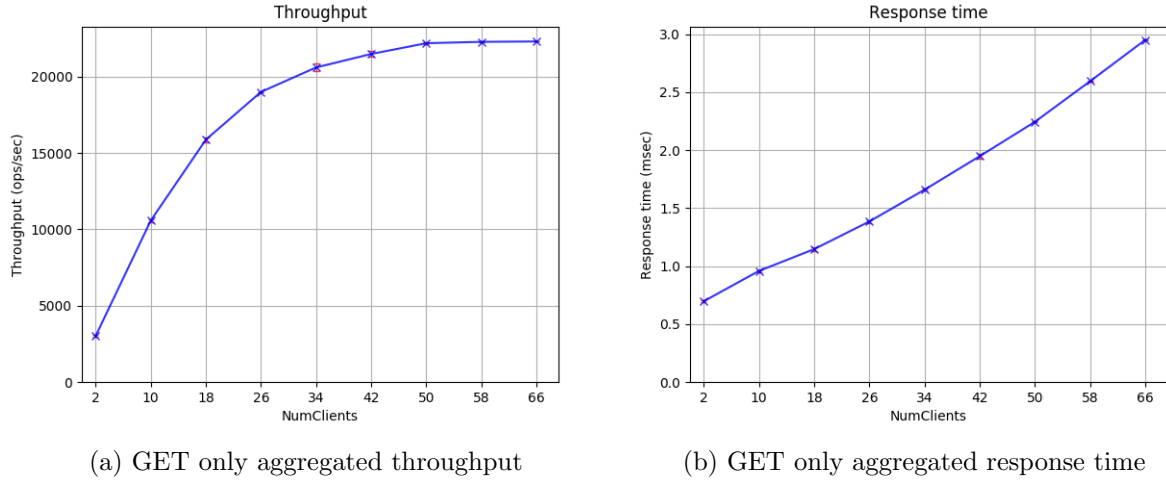 Throughput
Throughput (ops/sec)
20000
15000
10000
5000
0
2 10 18 26 34 42 50 58 66
NumClients
(a) GET only aggregated throughput
Response time
Response time (msec)
3.0
2.5
2.0
1.5
1.0
0.5
0.0
2 10 18 26 34 42 50 58 66
NumClients
(b) GET only aggregated response time